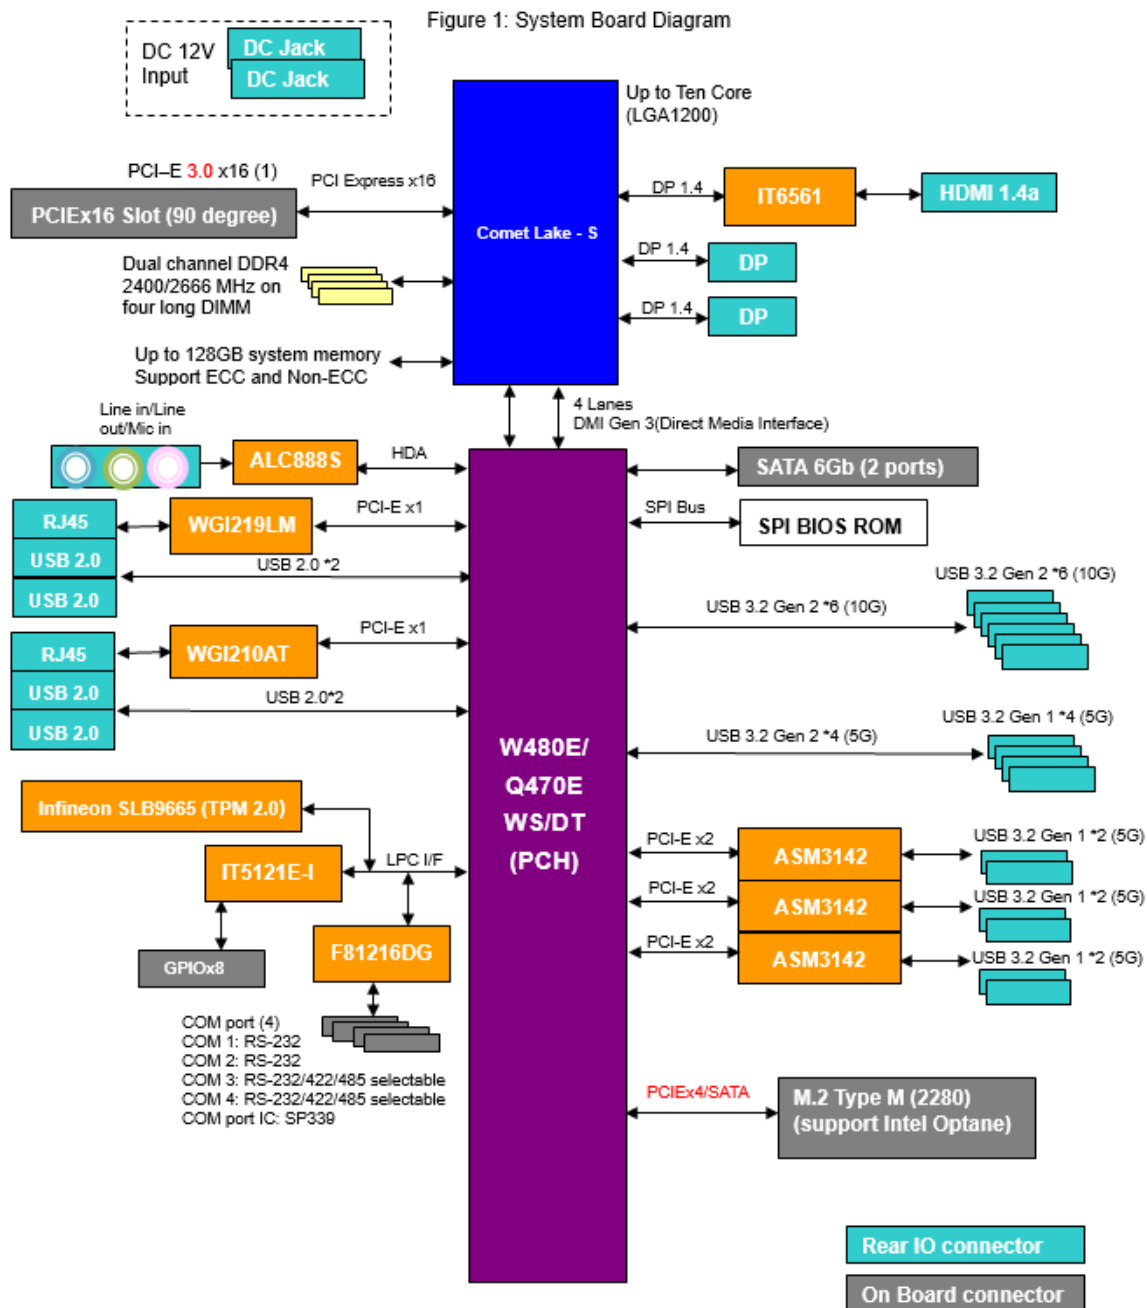 Figure 1: System Board Diagram
DC 12V
Input
DC Jack
DC Jack
Up to Ten Core
(LGA1200)
PCI–E 3.0 x16 (1)
PCI Express x16
PCIEx16 Slot (90 degree)
Comet Lake - S
DP 1.4
IT6561
HDMI 1.4a
DP 1.4
DP
DP 1.4
DP
Dual channel DDR4
2400/2666 MHz on
four long DIMM
Up to 128GB system memory
Support ECC and Non-ECC
4 Lanes
DMI Gen 3(Direct Media Interface)
Line in/Line
out/Mic in
ALC888S
HDA
SATA 6Gb (2 ports)
RJ45
WGI219LM
PCI-E x1
SPI Bus
SPI BIOS ROM
USB 2.0
USB 2.0 *2
USB 2.0
USB 3.2 Gen 2 *6 (10G)
USB 3.2 Gen 2 *6 (10G)
RJ45
WGI210AT
PCI-E x1
USB 2.0
USB 2.0*2
USB 2.0
USB 3.2 Gen 2 *4 (5G)
USB 3.2 Gen 1 *4 (5G)
W480E/
Q470E
WS/DT
(PCH)
Infineon SLB9665 (TPM 2.0)
IT5121E-I
LPC I/F
GPIOx8
F81216DG
PCI-E x2
ASM3142
USB 3.2 Gen 1 *2 (5G)
PCI-E x2
ASM3142
USB 3.2 Gen 1 *2 (5G)
PCI-E x2
ASM3142
USB 3.2 Gen 1 *2 (5G)
COM port (4)
COM 1: RS-232
COM 2: RS-232
COM 3: RS-232/422/485 selectable
COM 4: RS-232/422/485 selectable
COM port IC: SP339
PCIEx4/SATA
M.2 Type M (2280)
(support Intel Optane)
Rear IO connector
On Board connector